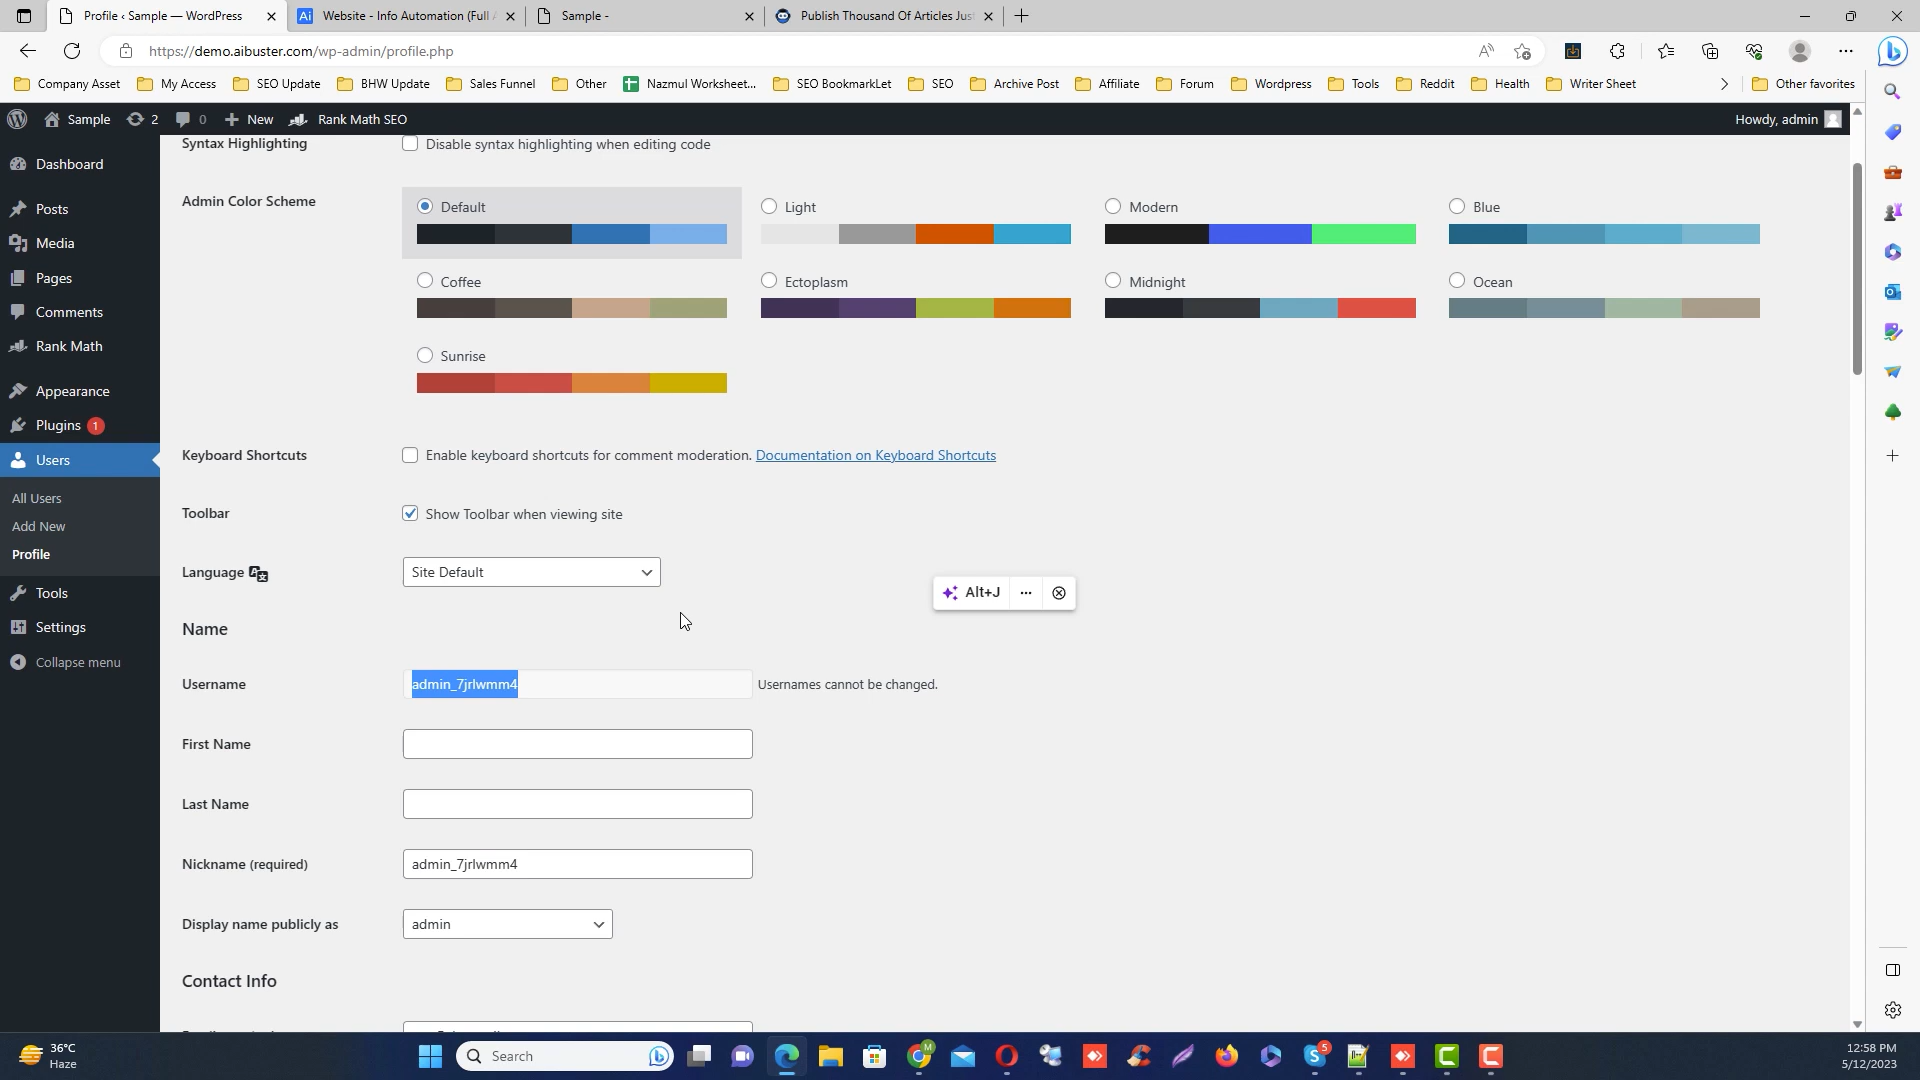 Profile ‹ Sample — WordPress
Website - Info Automation (Full
Sample -
Publish Thousand Of Articles Jus
https://demo.aibuster.com/wp-admin/profile.php
Company Asset
My Access
SEO Update
BHW Update
Sales Funnel
Other
Nazmul Worksheet...
SEO BookmarkLet
SEO
Archive Post
Affiliate
Forum
Wordpress
Tools
Reddit
Health
Writer Sheet
Other favorites
Sample
2
0
New
Rank Math SEO
Howdy, admin
Dashboard
Posts
Media
Pages
Comments
Rank Math
Appearance
Plugins 1
Users
All Users
Add New
Profile
Tools
Settings
Collapse menu
Syntax Highlighting
Disable syntax highlighting when editing code
Admin Color Scheme
Default
Light
Modern
Blue
Coffee
Ectoplasm
Midnight
Ocean
Sunrise
Keyboard Shortcuts
Enable keyboard shortcuts for comment moderation. Documentation on Keyboard Shortcuts
Toolbar
Show Toolbar when viewing site
Language
Site Default
Alt+J
Name
Username
admin_7jrlwmm4
Usernames cannot be changed.
First Name
Last Name
Nickname (required)
admin_7jrlwmm4
Display name publicly as
admin
Contact Info
36°C
Haze
Search
5
12:58 PM
5/12/2023